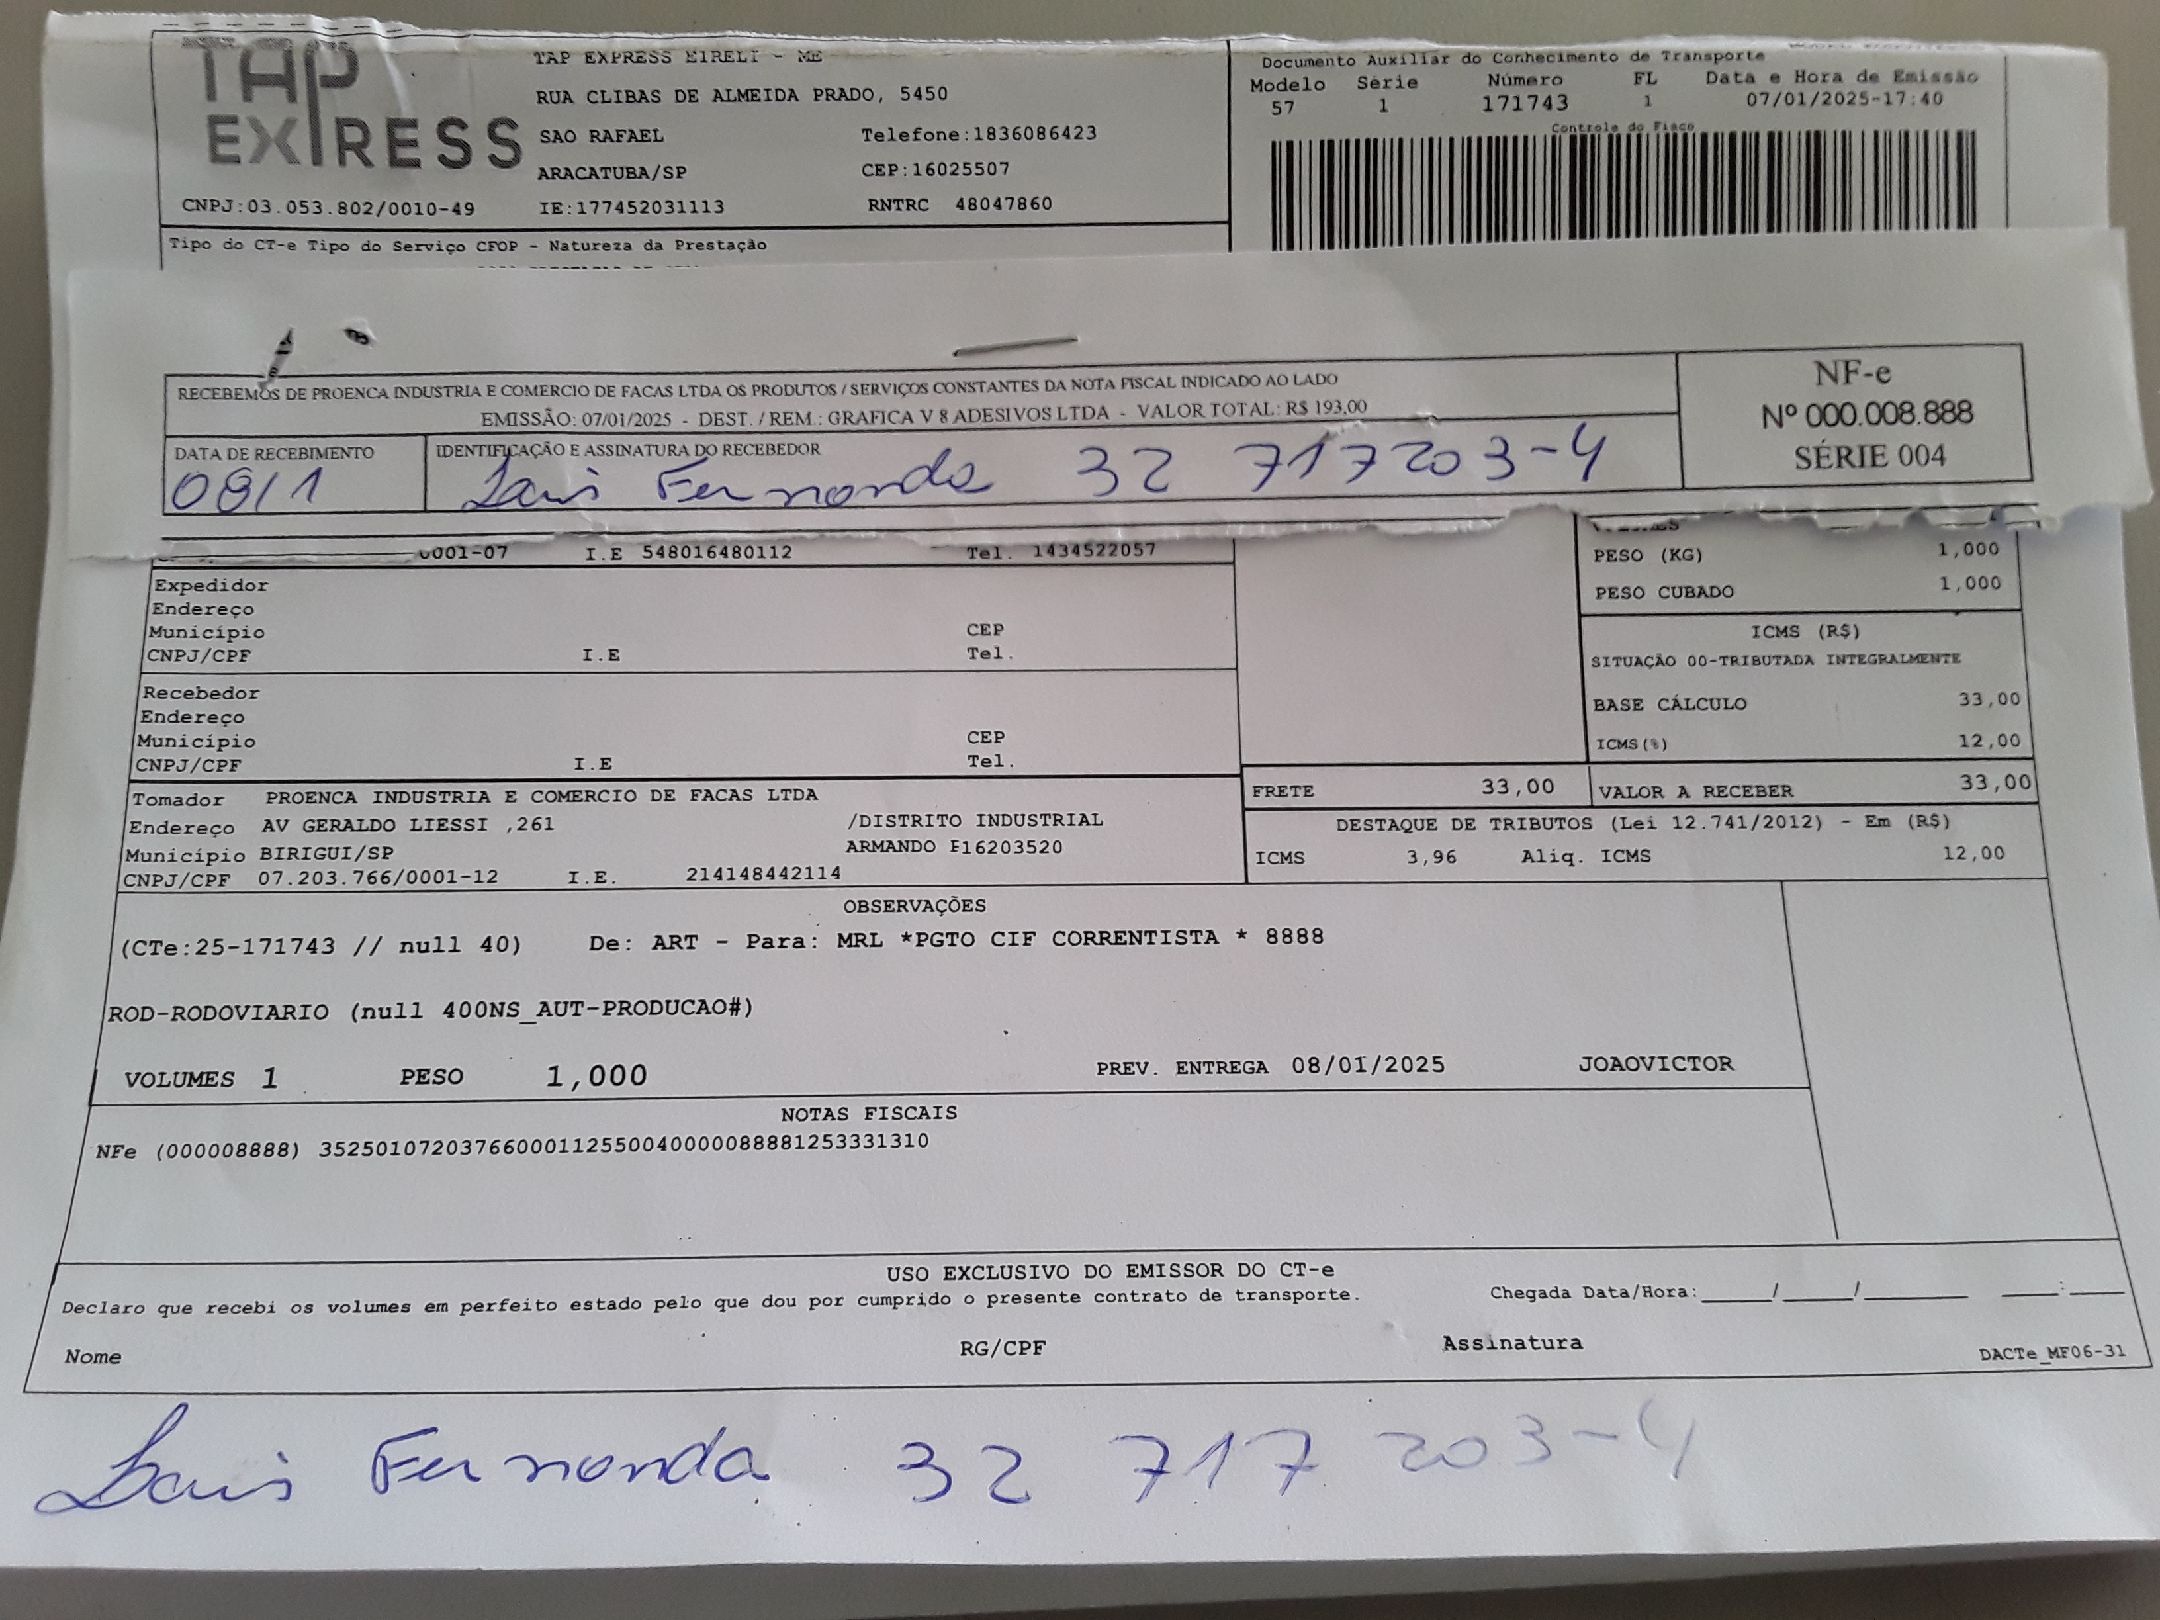 TAP EXPRESS
TAP EXPRESS EIRELI - ME
RUA CLIBAS DE ALMEIDA PRADO, 5450
SAO RAFAEL Telefone:1836086423
ARACATUBA/SP CEP:16025507
CNPJ:03.053.802/0010-49 IE:177452031113 RNTRC 48047860
Documento Auxiliar do Conhecimento de Transporte
Modelo Série Número FL Data e Hora de Emissão
57 1 171743 1 07/01/2025-17:40
Controle do Fisco
Tipo do CT-e Tipo do Serviço CFOP - Natureza da Prestação
RECEBEMOS DE PROENCA INDUSTRIA E COMERCIO DE FACAS LTDA OS PRODUTOS / SERVIÇOS CONSTANTES DA NOTA FISCAL INDICADO AO LADO
EMISSÃO: 07/01/2025 - DEST. / REM.: GRAFICA V 8 ADESIVOS LTDA - VALOR TOTAL: R$ 193,00
NF-e
Nº 000.008.888
SÉRIE 004
DATA DE RECEBIMENTO IDENTIFICAÇÃO E ASSINATURA DO RECEBEDOR
08/1 Lais Fernanda 32 717203-4
0001-07 I.E 548016480112 Tel. 1434522057
PESO (KG) 1,000
PESO CUBADO 1,000
Expedidor
Endereço
Município CEP
CNPJ/CPF I.E Tel.
ICMS (R$)
SITUAÇÃO 00-TRIBUTADA INTEGRALMENTE
BASE CÁLCULO 33,00
ICMS(%) 12,00
Recebedor
Endereço
Município CEP
CNPJ/CPF I.E Tel.
FRETE 33,00 VALOR A RECEBER 33,00
Tomador PROENCA INDUSTRIA E COMERCIO DE FACAS LTDA
Endereço AV GERALDO LIESSI ,261 /DISTRITO INDUSTRIAL
Município BIRIGUI/SP ARMANDO E16203520
CNPJ/CPF 07.203.766/0001-12 I.E. 214148442114
DESTAQUE DE TRIBUTOS (Lei 12.741/2012) - Em (R$)
ICMS 3,96 Aliq. ICMS 12,00
OBSERVAÇÕES
(CTe:25-171743 // null 40) De: ART - Para: MRL *PGTO CIF CORRENTISTA * 8888
ROD-RODOVIARIO (null 400NS_AUT-PRODUCAO#)
VOLUMES 1 PESO 1,000 PREV. ENTREGA 08/01/2025 JOAOVICTOR
NOTAS FISCAIS
NFe (000008888) 35250107203766000112550040000088881253331310
USO EXCLUSIVO DO EMISSOR DO CT-e
Declaro que recebi os volumes em perfeito estado pelo que dou por cumprido o presente contrato de transporte. Chegada Data/Hora:_____/_____/________ ____:____
Nome RG/CPF Assinatura DACTe_MF06-31
Lais Fernanda 32 717 203-4